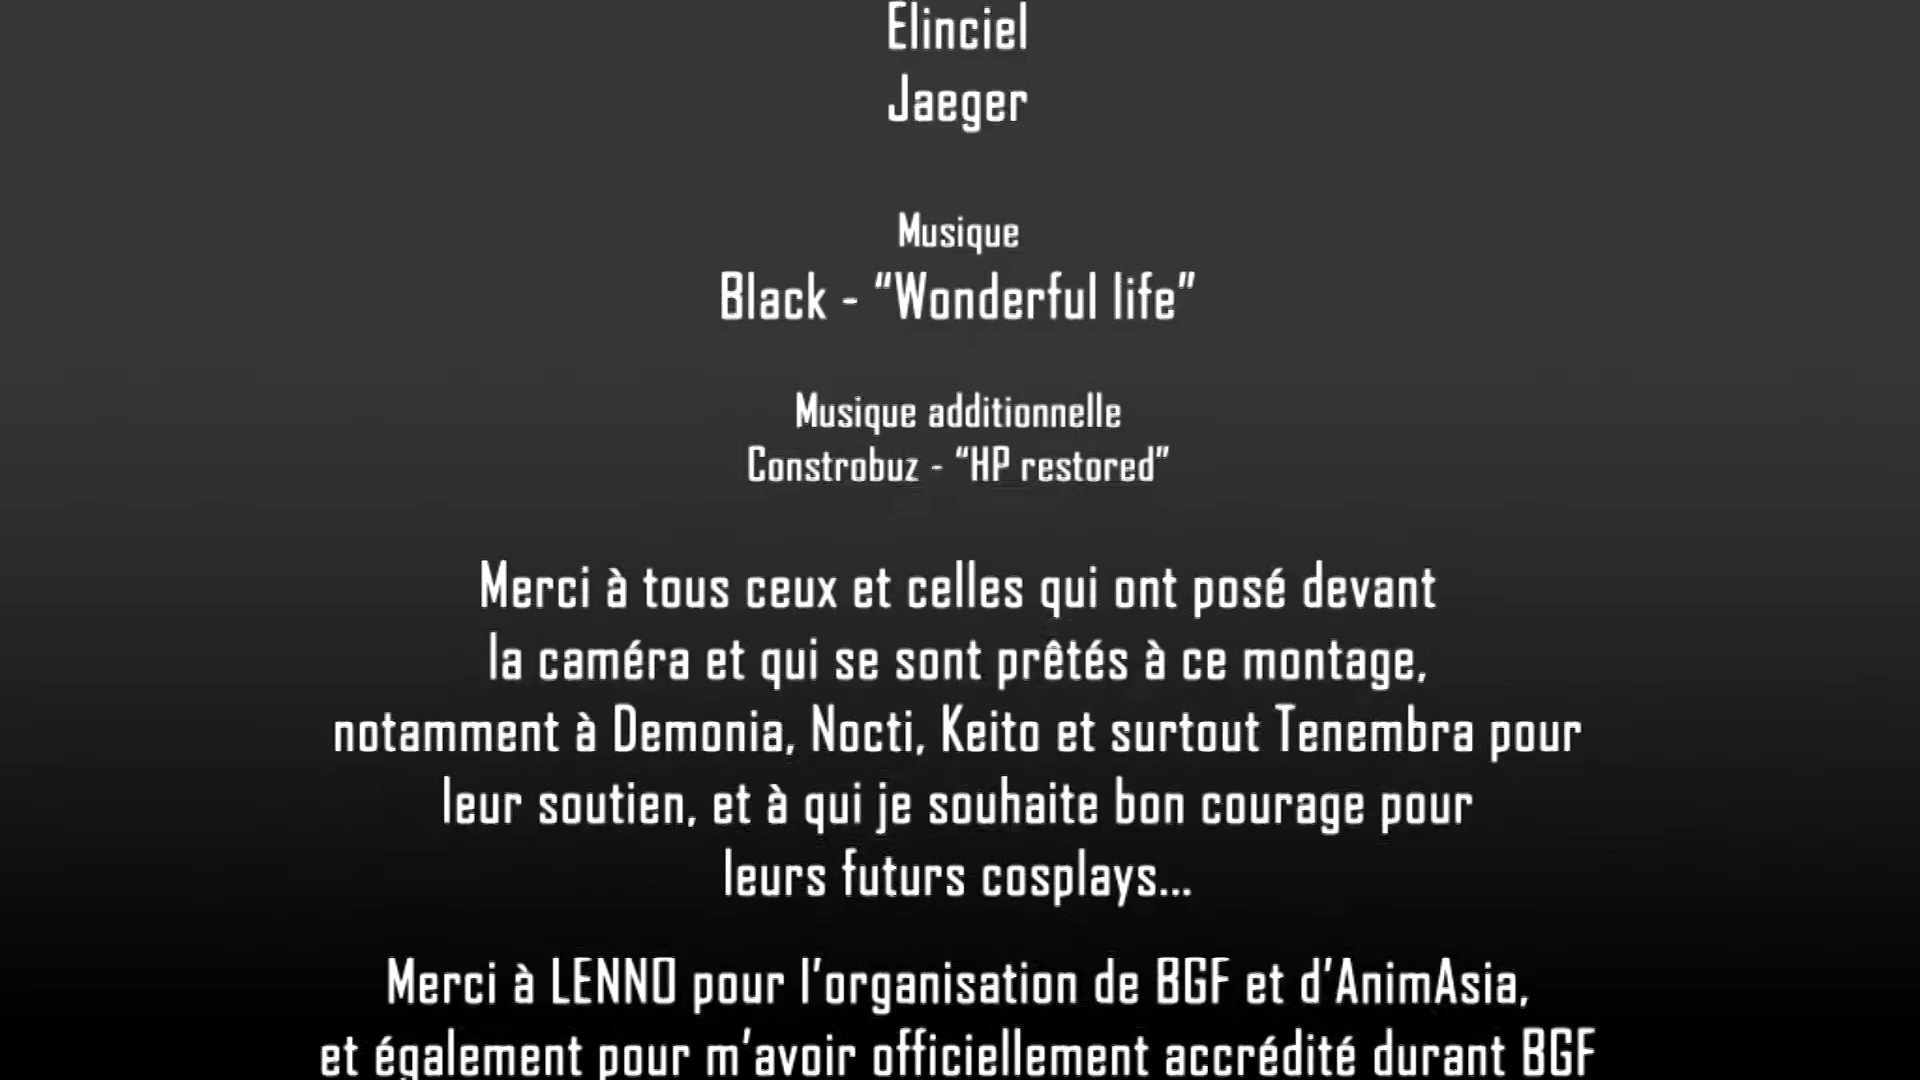 Elinciel
Jaeger
Musique
Black - “Wonderful life”
Musique additionnelle
Constrobuz - “HP restored”
Merci à tous ceux et celles qui ont posé devant
la caméra et qui se sont prêtés à ce montage,
notamment à Demonia, Nocti, Keito et surtout Tenembra pour
leur soutien, et à qui je souhaite bon courage pour
leurs futurs cosplays...
Merci à LENNO pour l’organisation de BGF et d’AnimAsia,
et également pour m’avoir officiellement accrédité durant BGF